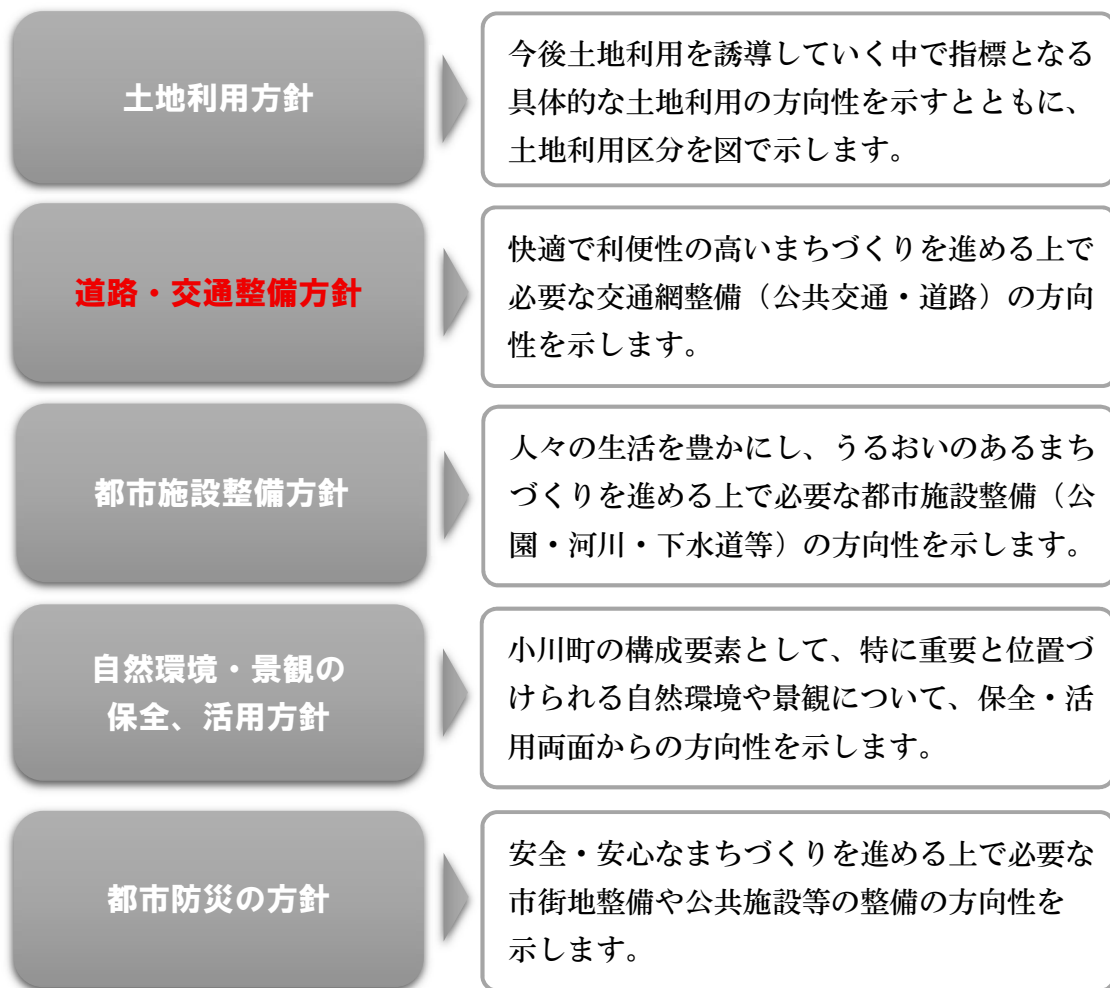 土地利用方針
今後土地利用を誘導していく中で指標となる
具体的な土地利用の方向性を示すとともに、
土地利用区分を図で示します。
道路・交通整備方針
快適で利便性の高いまちづくりを進める上で
必要な交通網整備（公共交通・道路）の方向
性を示します。
都市施設整備方針
人々の生活を豊かにし、うるおいのあるまち
づくりを進める上で必要な都市施設整備（公
園・河川・下水道等）の方向性を示します。
自然環境・景観の
保全、活用方針
小川町の構成要素として、特に重要と位置づ
けられる自然環境や景観について、保全・活
用両面からの方向性を示します。
都市防災の方針
安全・安心なまちづくりを進める上で必要な
市街地整備や公共施設等の整備の方向性を
示します。